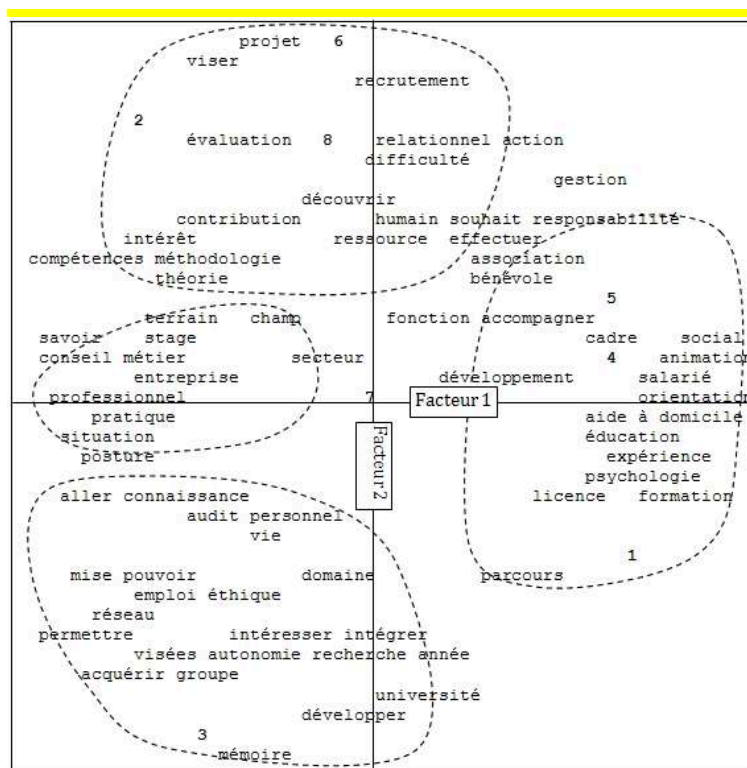 projet 6
viser
recrutement
2
évaluation 8 relationnel action
difficulté
gestion
découvrir
contribution humain souhait responsabilité
intérêt ressource effectuer
compétences méthodologie association
théorie bénévole
5
terrain champ fonction accompagner
savoir stage cadre social
conseil métier secteur 4 animation
entreprise développement salarié
professionnel 7 Facteur 1 orientation
pratique aide à domicile
situation Facteur 2 éducation
posture expérience
psychologie
aller connaissance licence formation
audit personnel
vie
1
mise pouvoir domaine parcours
emploi éthique
réseau
permettre intéresser intégrer
visées autonomie recherche année
acquérir groupe
université
développer
3
mémoire